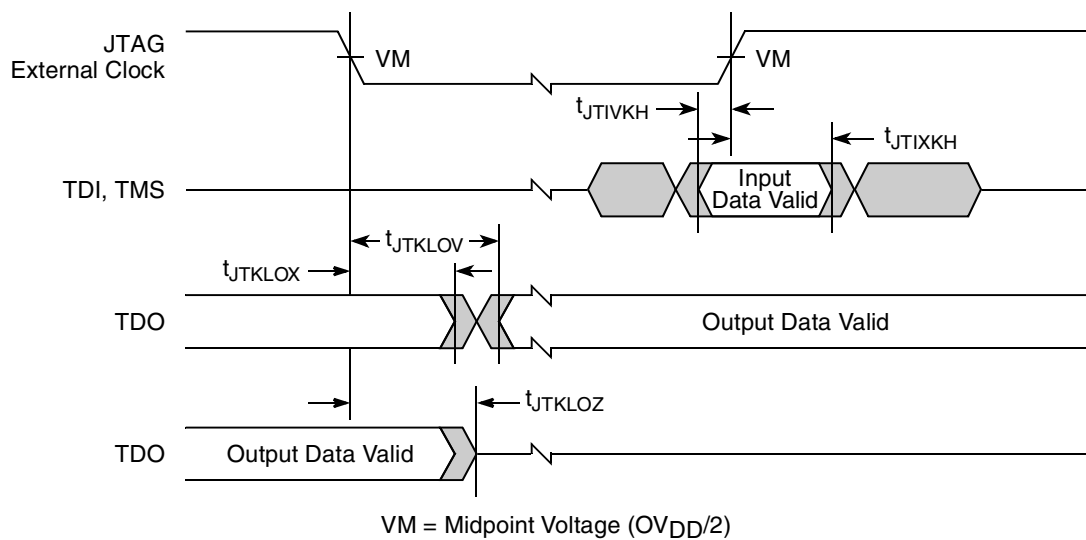 JTAG
External Clock
VM
VM
tJTIVKH
tJTIXKH
TDI, TMS
Input
Data Valid
tJTKLOV
tJTKLOX
TDO
Output Data Valid
tJTKLOZ
TDO
Output Data Valid
VM = Midpoint Voltage (OVDD/2)